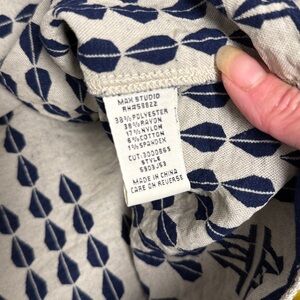 MAX STUDIO
RN#58822
38% POLYESTER
38% RAYON
17% NYLON
6% COTTON
1% SPANDEX
CUT:3000865
STYLE
MADE IN CHINA
CARE ON REVERSE